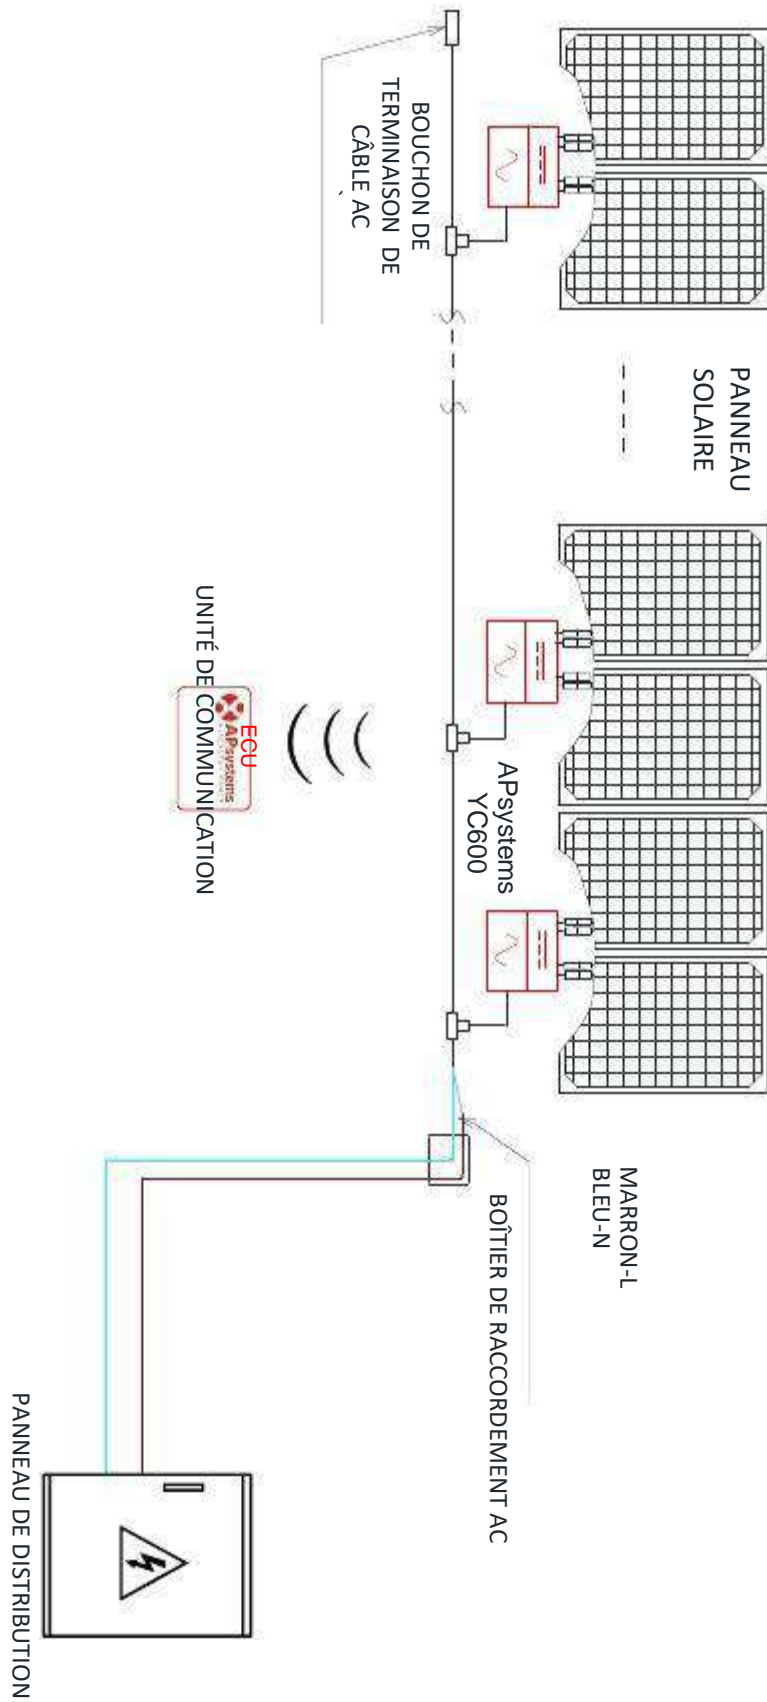 PANNEAU
SOLAIRE
MARRON-L
BLEU-N
APsystems
YC600
BOUCHON DE
TERMINAISON DE
CÂBLE AC
BOÎTIER DE RACCORDEMENT AC
ECU
APsystems
UNITÉ DE COMMUNICATION
PANNEAU DE DISTRIBUTION